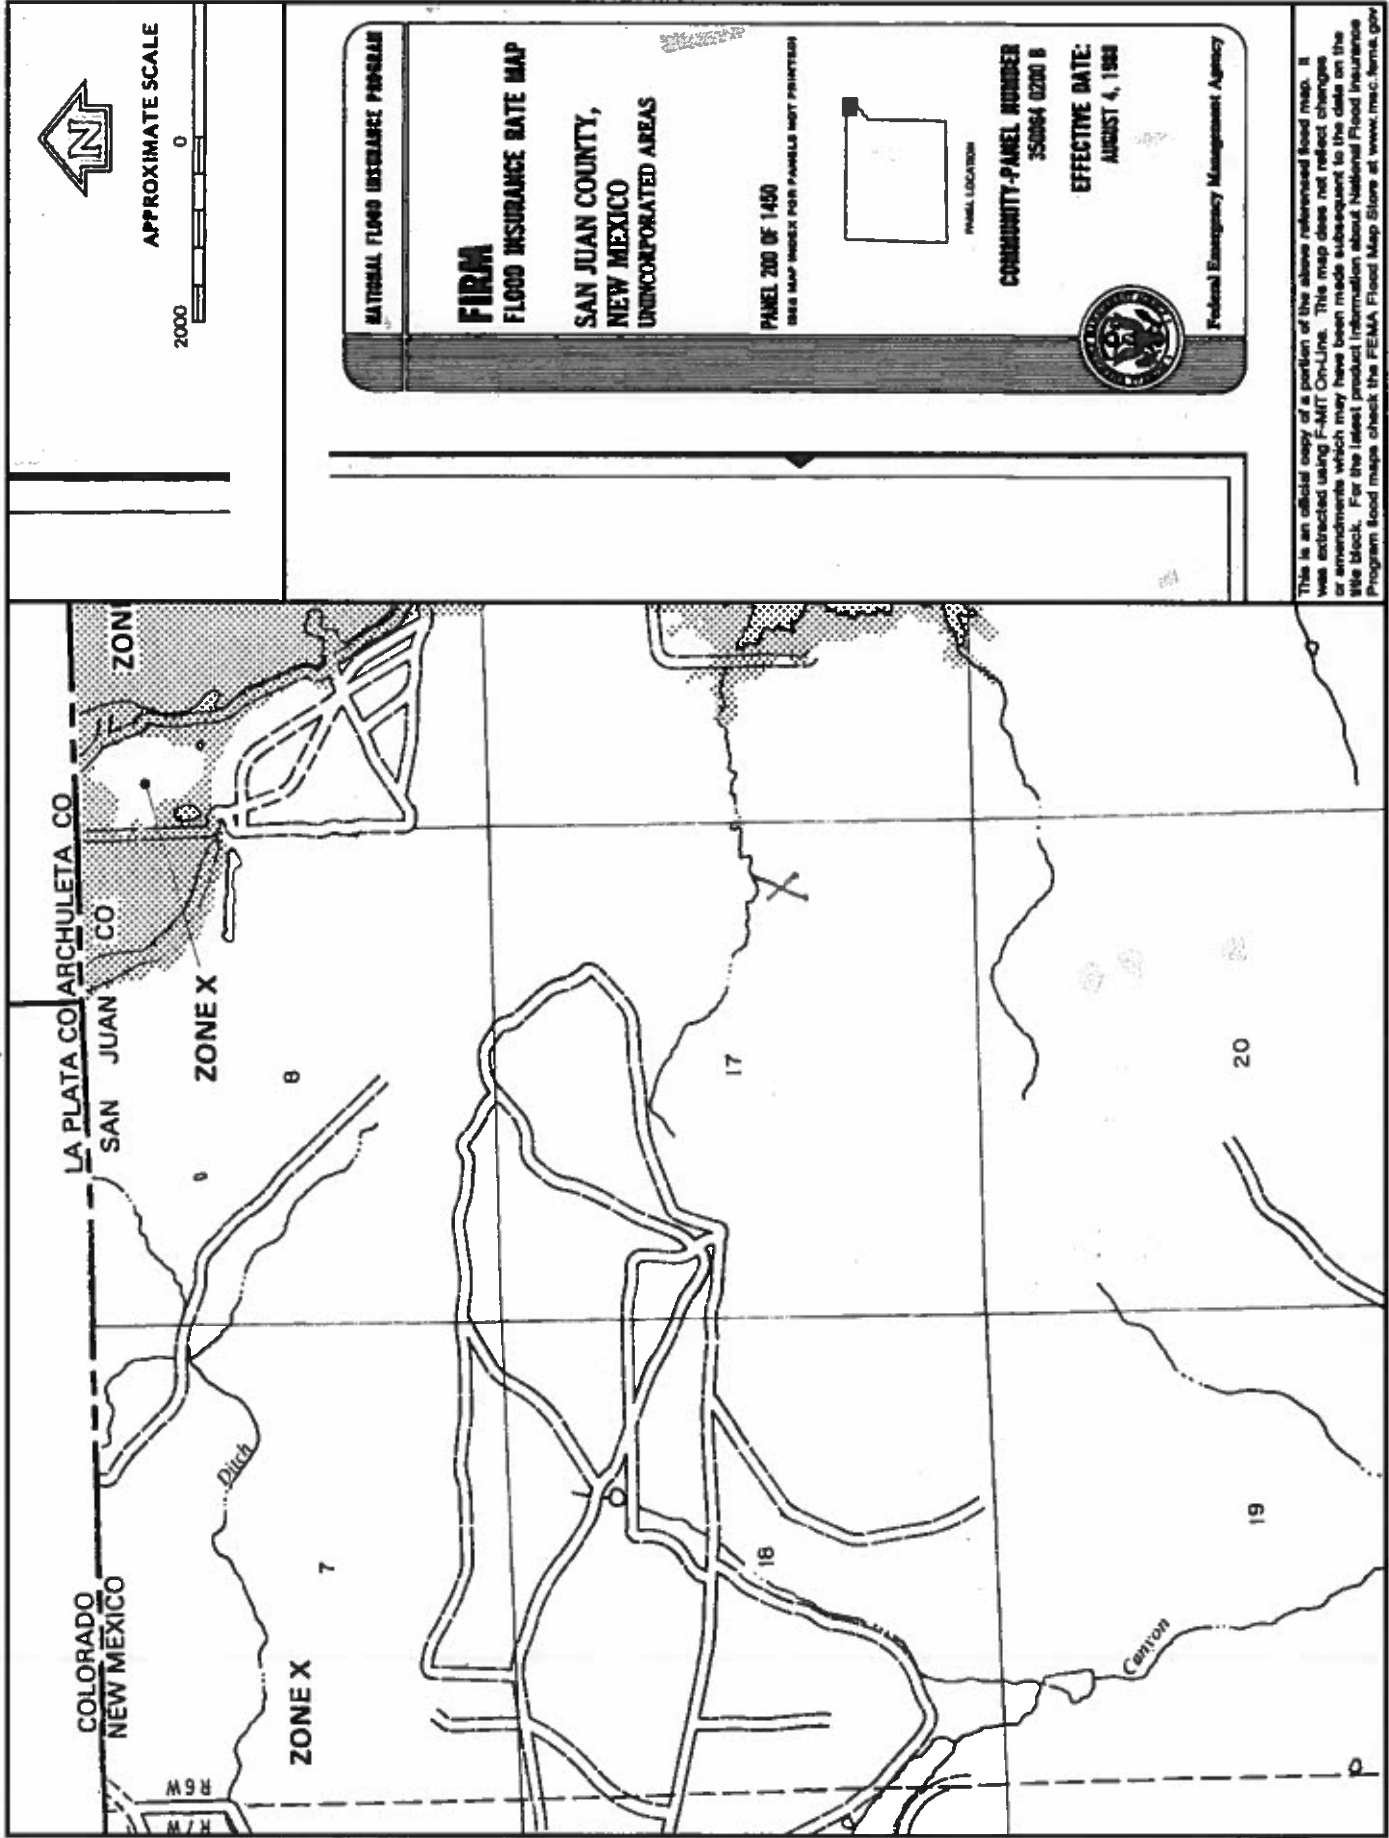 APPROXIMATE SCALE
2000 0
N
NATIONAL FLOOD INSURANCE PROGRAM
FIRM
FLOOD INSURANCE RATE MAP
SAN JUAN COUNTY,
NEW MEXICO
UNINCORPORATED AREAS
PANEL 200 OF 1450
(SEE MAP INDEX FOR PANELS NOT PRINTED)
PANEL LOCATION
COMMUNITY-PANEL NUMBER
350064 0200 B
EFFECTIVE DATE:
AUGUST 4, 1988
Federal Emergency Management Agency
This is an official copy of a portion of the above referenced flood map. It
was extracted using F-MIT On-Line. This map does not reflect changes
or amendments which may have been made subsequent to the date on the
title block. For the latest product information about National Flood Insurance
Program flood maps check the FEMA Flood Map Store at www.msc.fema.gov
COLORADO
NEW MEXICO
LA PLATA CO
ARCHULETA CO
SAN JUAN CO
ZON
ZONE X
8
Ditch
7
ZONE X
R6W
R7W
17
18
20
19
Canyon